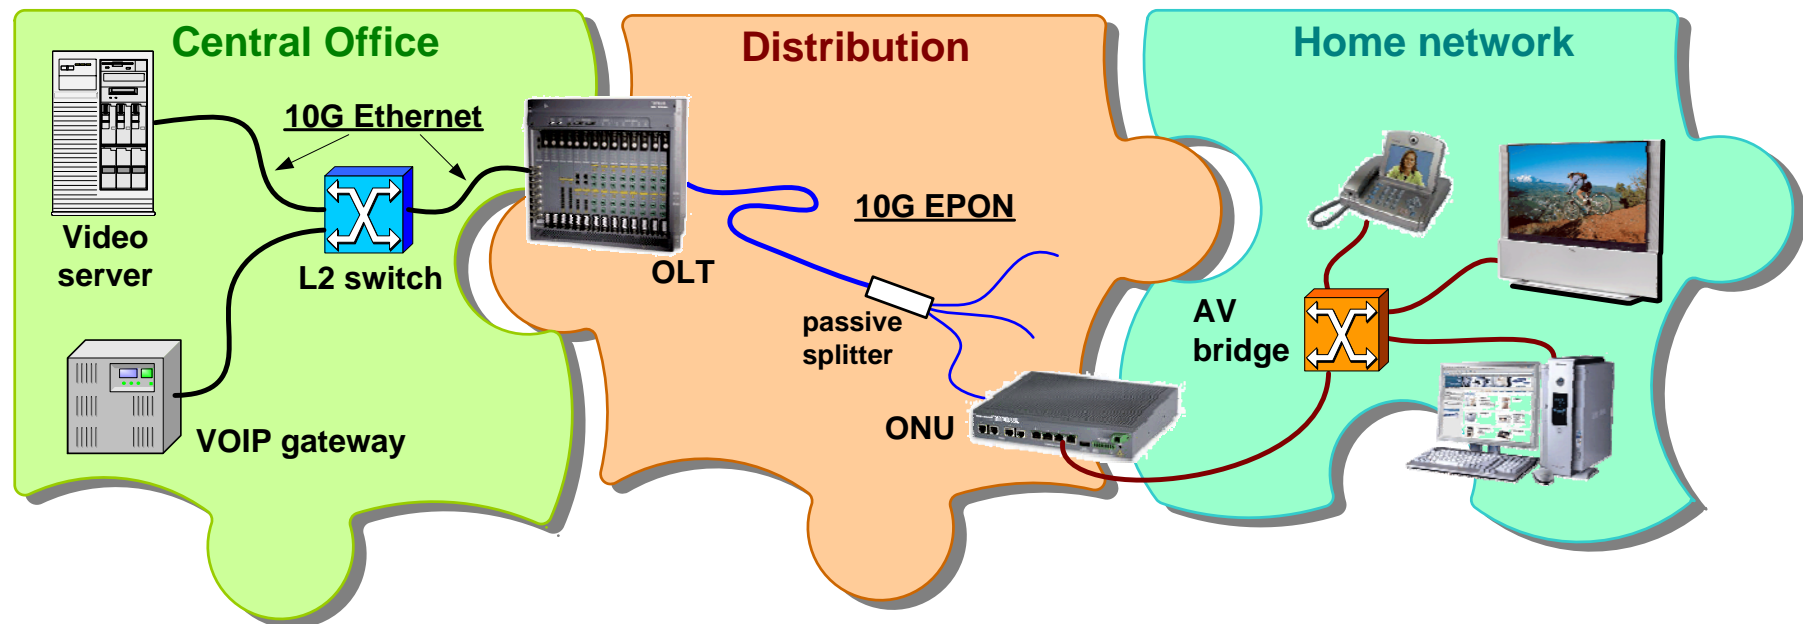 Central Office
Distribution
Home network
10G Ethernet
10G EPON
Video
server
L2 switch
OLT
passive
splitter
AV
bridge
ONU
VOIP gateway